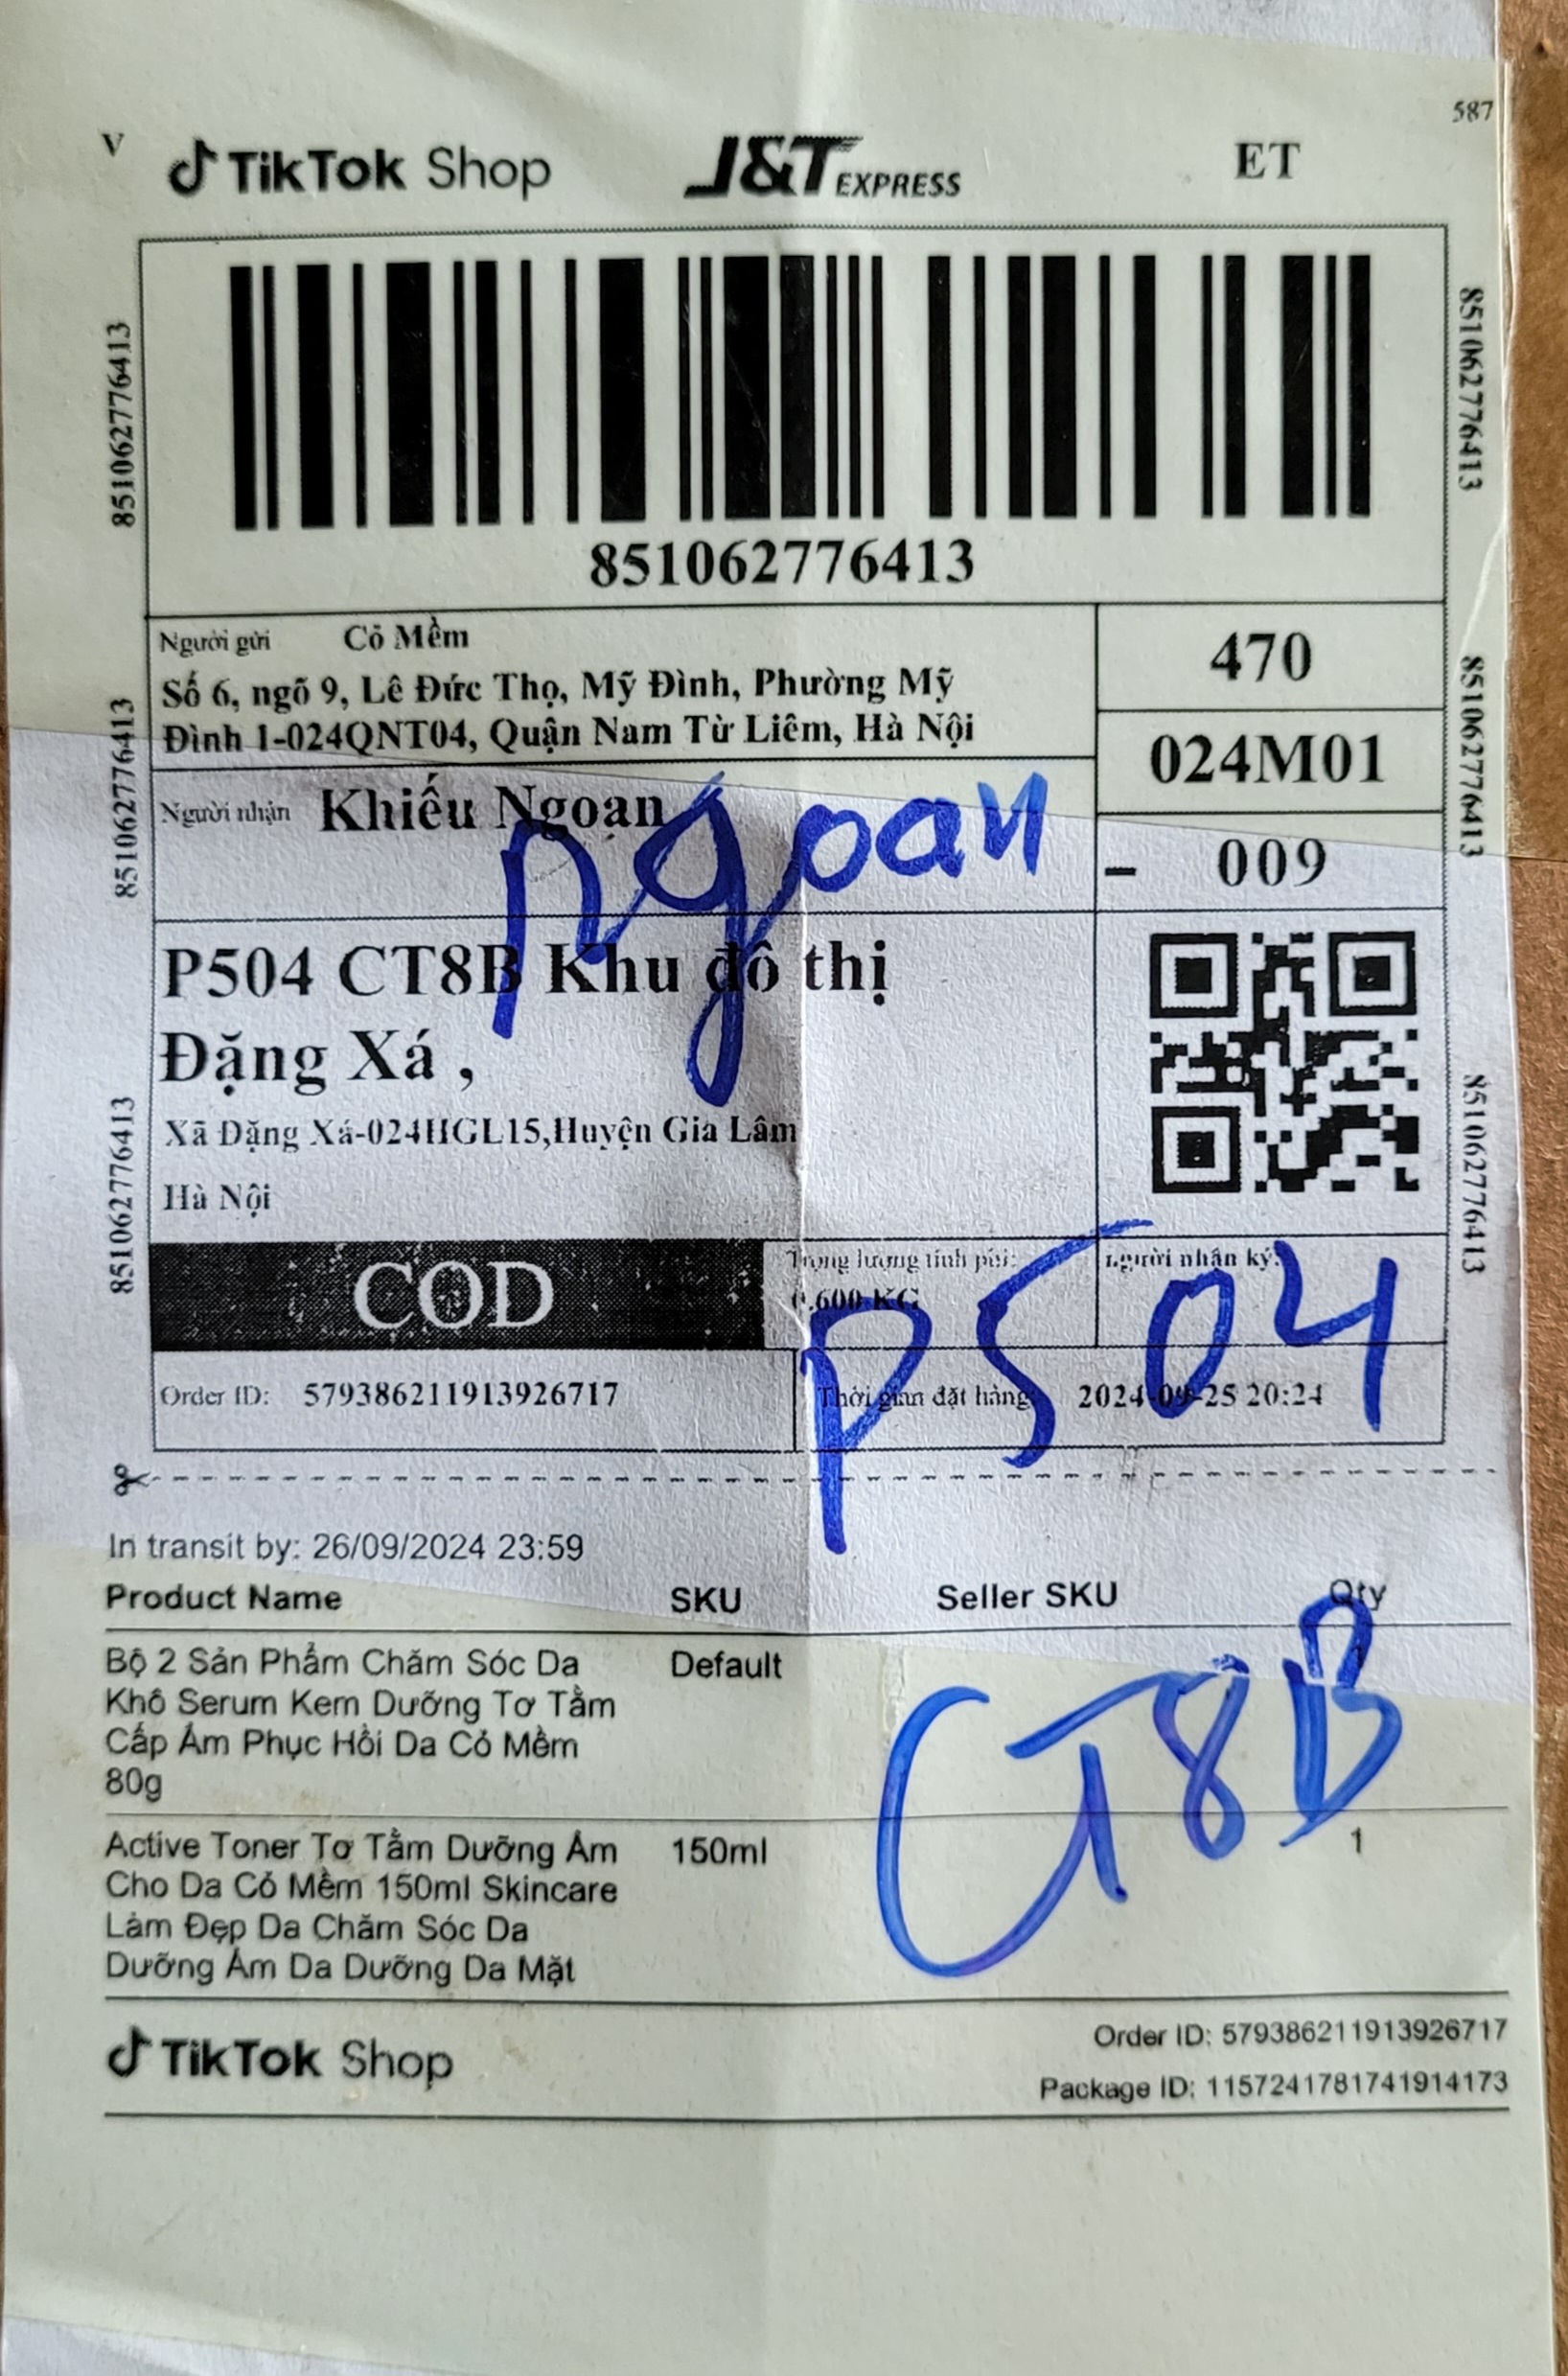 587
V TikTok Shop J&T EXPRESS ET
851062776413
851062776413
851062776413
851062776413
851062776413
851062776413
851062776413
Người gửi Cỏ Mềm
Số 6, ngõ 9, Lê Đức Thọ, Mỹ Đình, Phường Mỹ
Đình 1-024QNT04, Quận Nam Từ Liêm, Hà Nội
470
024M01
- 009
Người nhận Khiếu Ngoạn
Ngoan
P504 CT8B Khu đô thị
Đặng Xá ,
Xã Đặng Xá-024HGL15,Huyện Gia Lâm
Hà Nội
COD
Trọng lượng tính phí:
0.600 KG
Người nhận ký:
P504
Order ID: 579386211913926717
Thời gian đặt hàng: 2024-09-25 20:24
In transit by: 26/09/2024 23:59
Product Name SKU Seller SKU Qty
Bộ 2 Sản Phẩm Chăm Sóc Da Default
Khô Serum Kem Dưỡng Tơ Tằm
Cấp Ẩm Phục Hồi Da Cỏ Mềm
80g
CT8B
Active Toner Tơ Tằm Dưỡng Ẩm 150ml 1
Cho Da Cỏ Mềm 150ml Skincare
Làm Đẹp Da Chăm Sóc Da
Dưỡng Ẩm Da Dưỡng Da Mặt
TikTok Shop
Order ID: 579386211913926717
Package ID: 1157241781741914173